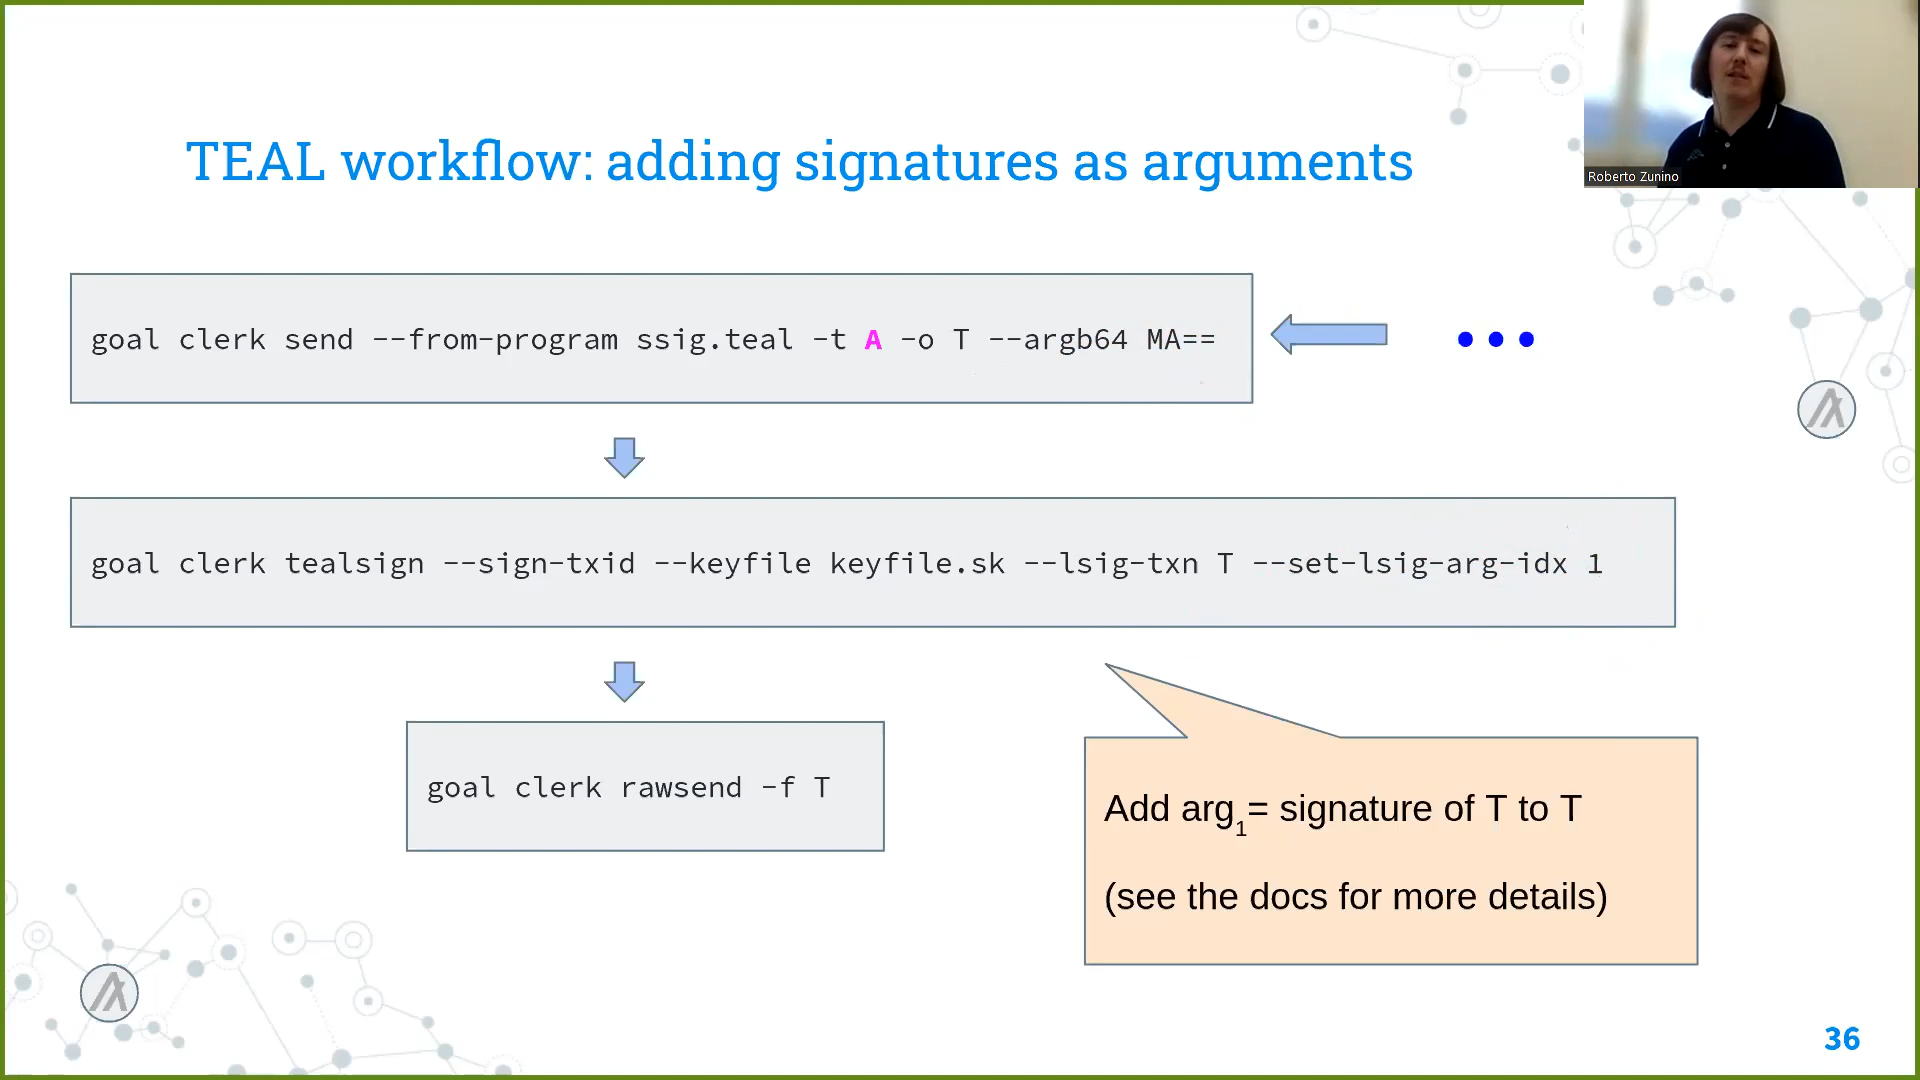 Roberto Zunino
TEAL workflow: adding signatures as arguments
goal clerk send --from-program ssig.teal -t A -o T --argb64 MA==
goal clerk tealsign --sign-txid --keyfile keyfile.sk --lsig-txn T --set-lsig-arg-idx 1
goal clerk rawsend -f T
Add arg1= signature of T to T
(see the docs for more details)
36